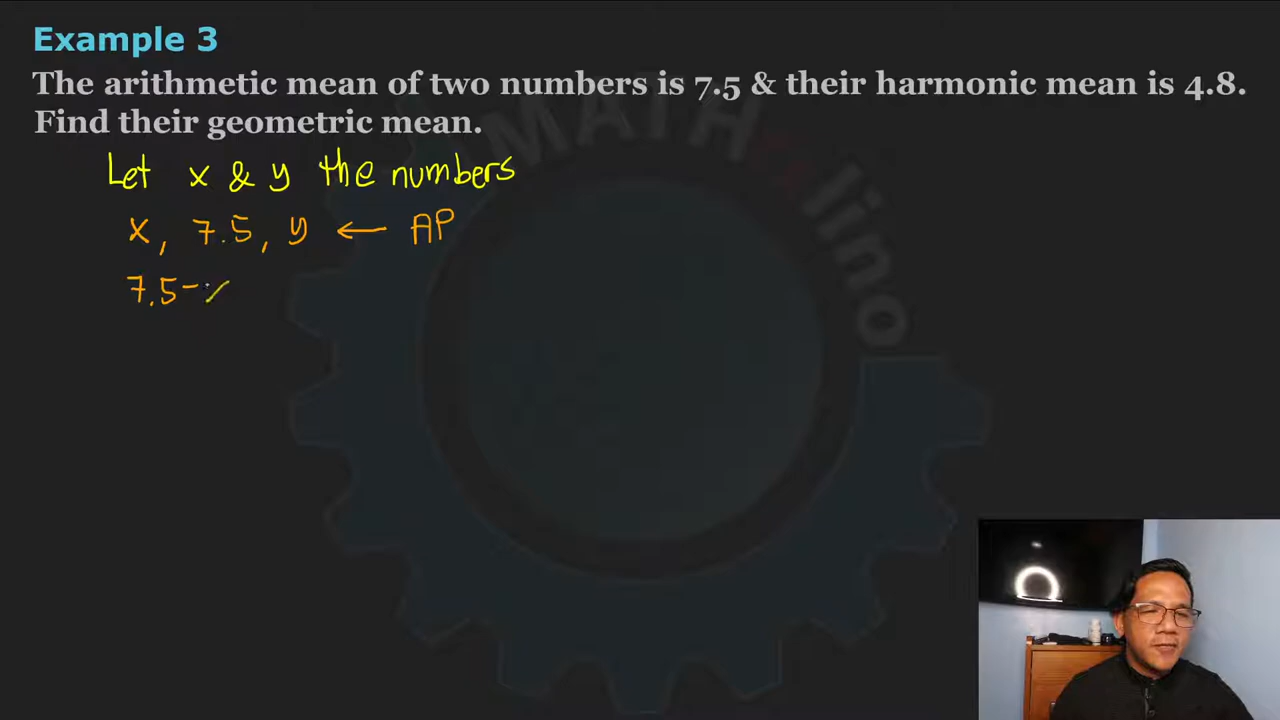 Example 3
The arithmetic mean of two numbers is 7.5 & their harmonic mean is 4.8.
Find their geometric mean.
Let x & y the numbers
x, 7.5, y ← AP
7.5-
MATHalino